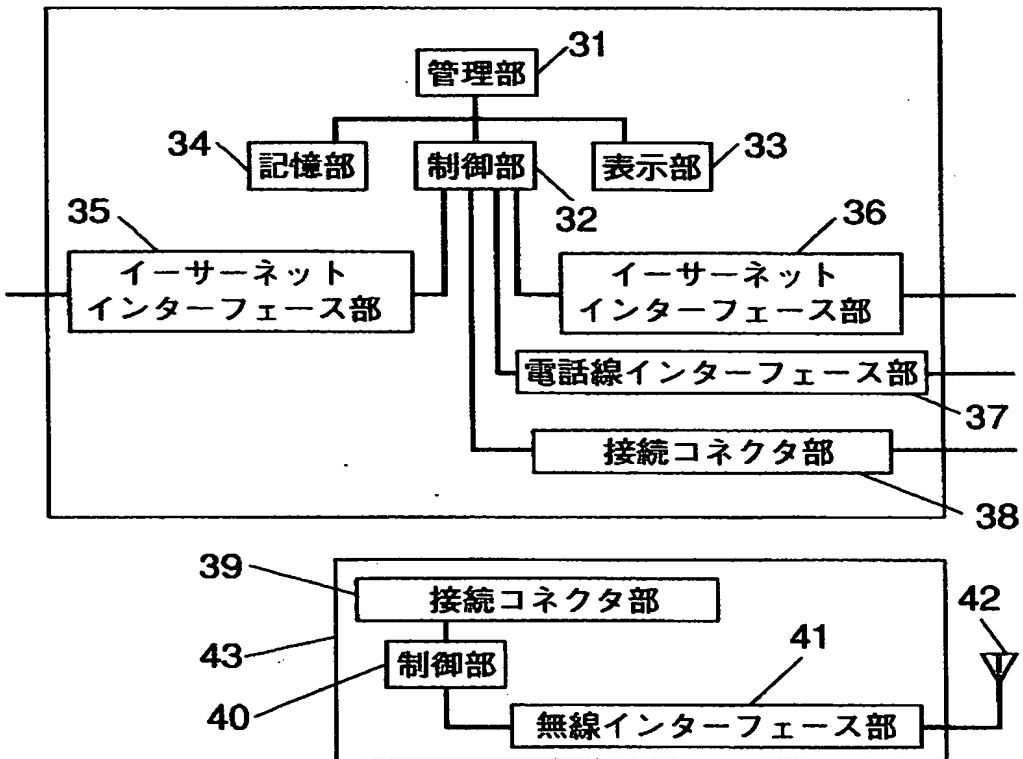 31
管理部
34
記憶部
制御部
32
表示部
33
35
イーサーネット
インターフェース部
36
イーサーネット
インターフェース部
電話線インターフェース部
37
接続コネクタ部
38
39
接続コネクタ部
42
43
制御部
40
41
無線インターフェース部